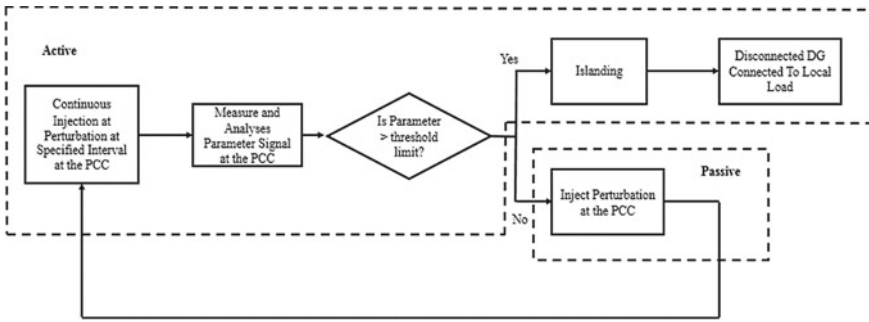 Active
Continuous
Injection at
Perturbation at
Specified Interval
at the PCC
Measure and
Analyses
Parameter Signal
at the PCC
Is Parameter
> threshold
limit?
Yes
Islanding
Disconnected DG
Connected To Local
Load
No
Passive
Inject Perturbation
at the PCC